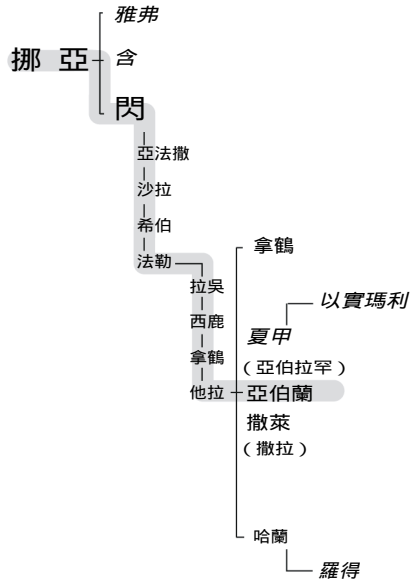 雅弗
挪亞
含
閃
亞法撒
沙拉
希伯
法勒
拿鶴
拉吳
以實瑪利
西鹿
夏甲
拿鶴
（亞伯拉罕）
他拉
亞伯蘭
撒萊
（撒拉）
哈蘭
羅得